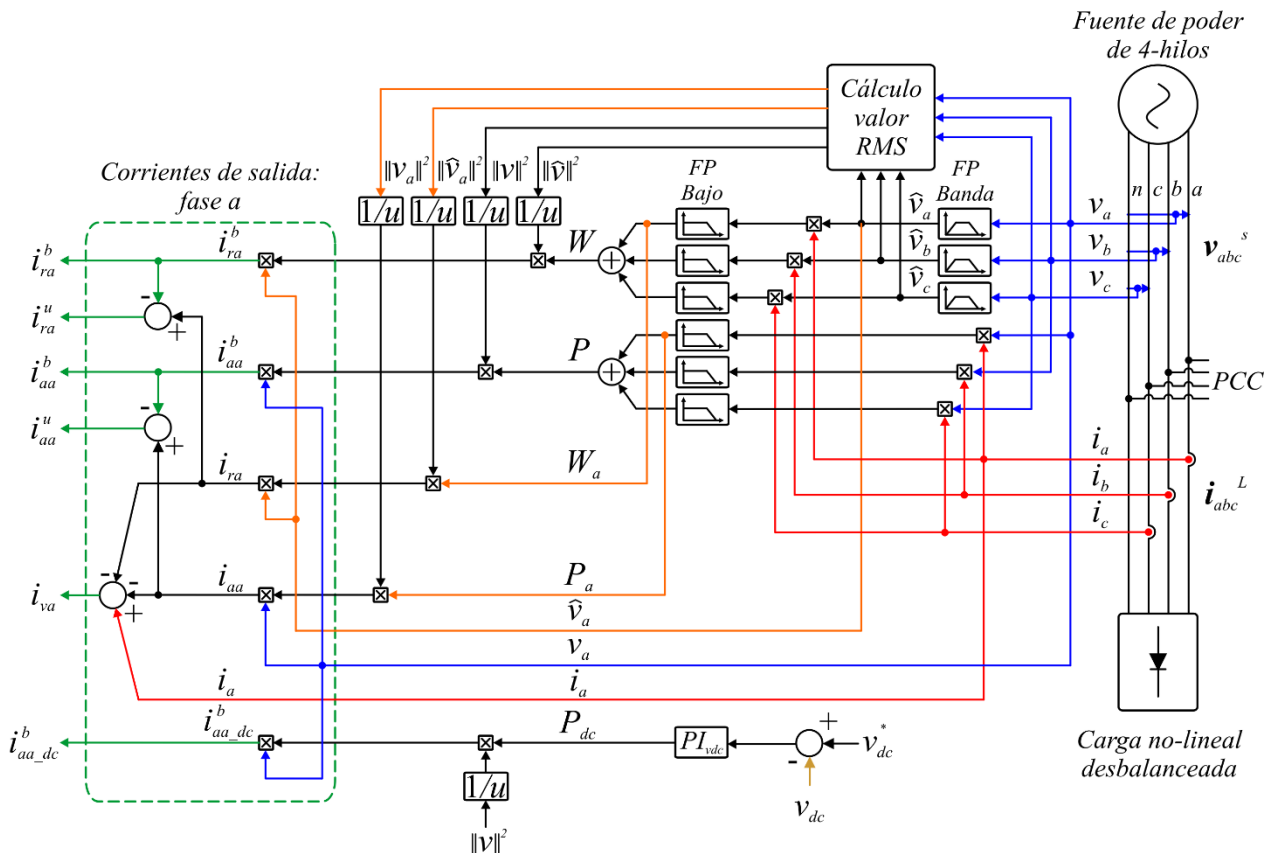 Fuente de poder
de 4-hilos
Cálculo
valor
RMS
Corrientes de salida:
fase a
||v_a||²
||v̂_a||²
||v||²
||v̂||²
1/u
1/u
1/u
1/u
FP
Bajo
FP
Banda
n
c
b
a
v̂_a
v̂_b
v̂_c
v_a
v_b
v_c
v_abc^s
i_ra^b
i_ra^b
W
i_ra^u
-
+
i_aa^b
i_aa^b
P
PCC
i_aa^u
-
+
i_ra
W_a
i_a
i_b
i_c
i_abc^L
i_va
-
-
+
i_aa
P_a
v̂_a
v_a
i_a
i_a
i_aa_dc^b
i_aa_dc^b
P_dc
PI_vdc
+
-
v_dc^*
v_dc
1/u
||v||²
Carga no-lineal
desbalanceada